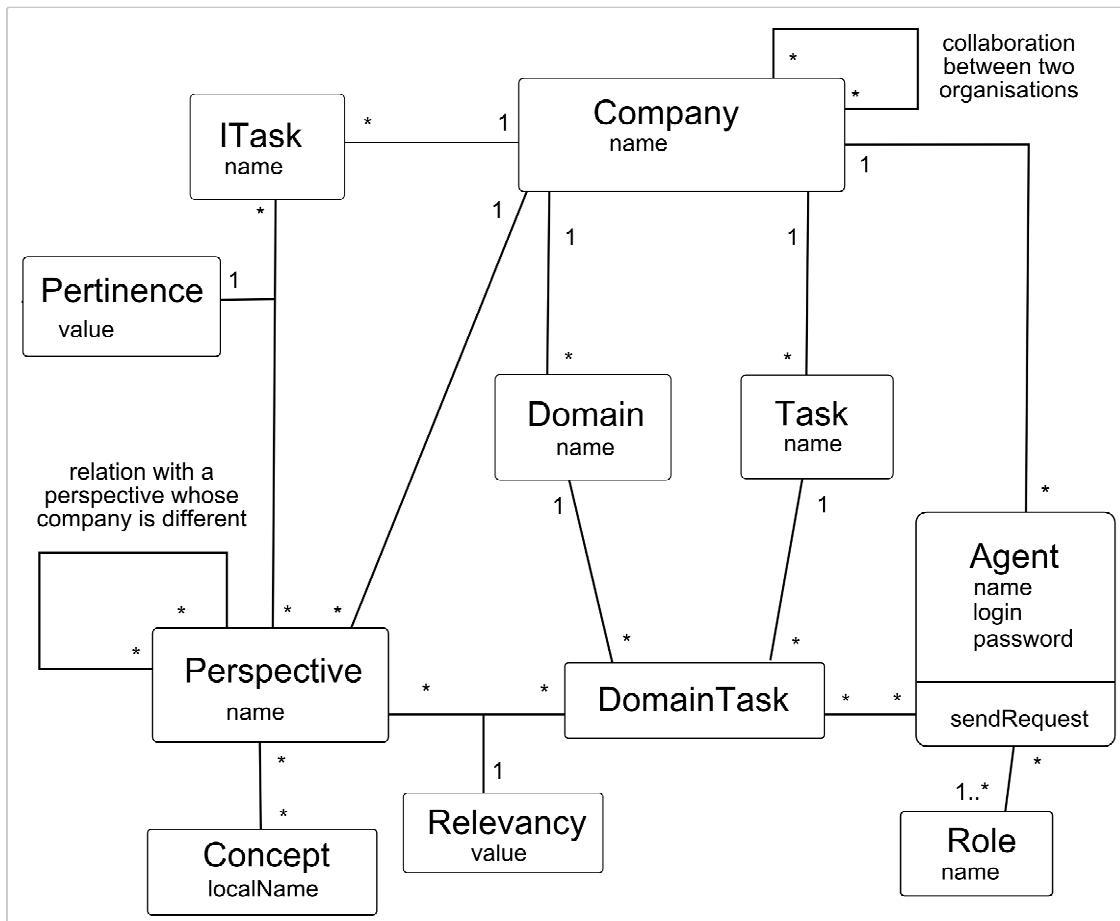 collaboration
between two
organisations
*
*
Company
name
ITask
name
*
1
1
*
1
1
1
Pertinence
value
1
*
*
Domain
name
Task
name
relation with a
perspective whose
company is different
1
1
*
Agent
name
login
password
sendRequest
*
*
*
*
*
*
Perspective
name
*
*
DomainTask
*
*
*
1
*
1..*
*
Relevancy
value
Concept
localName
Role
name